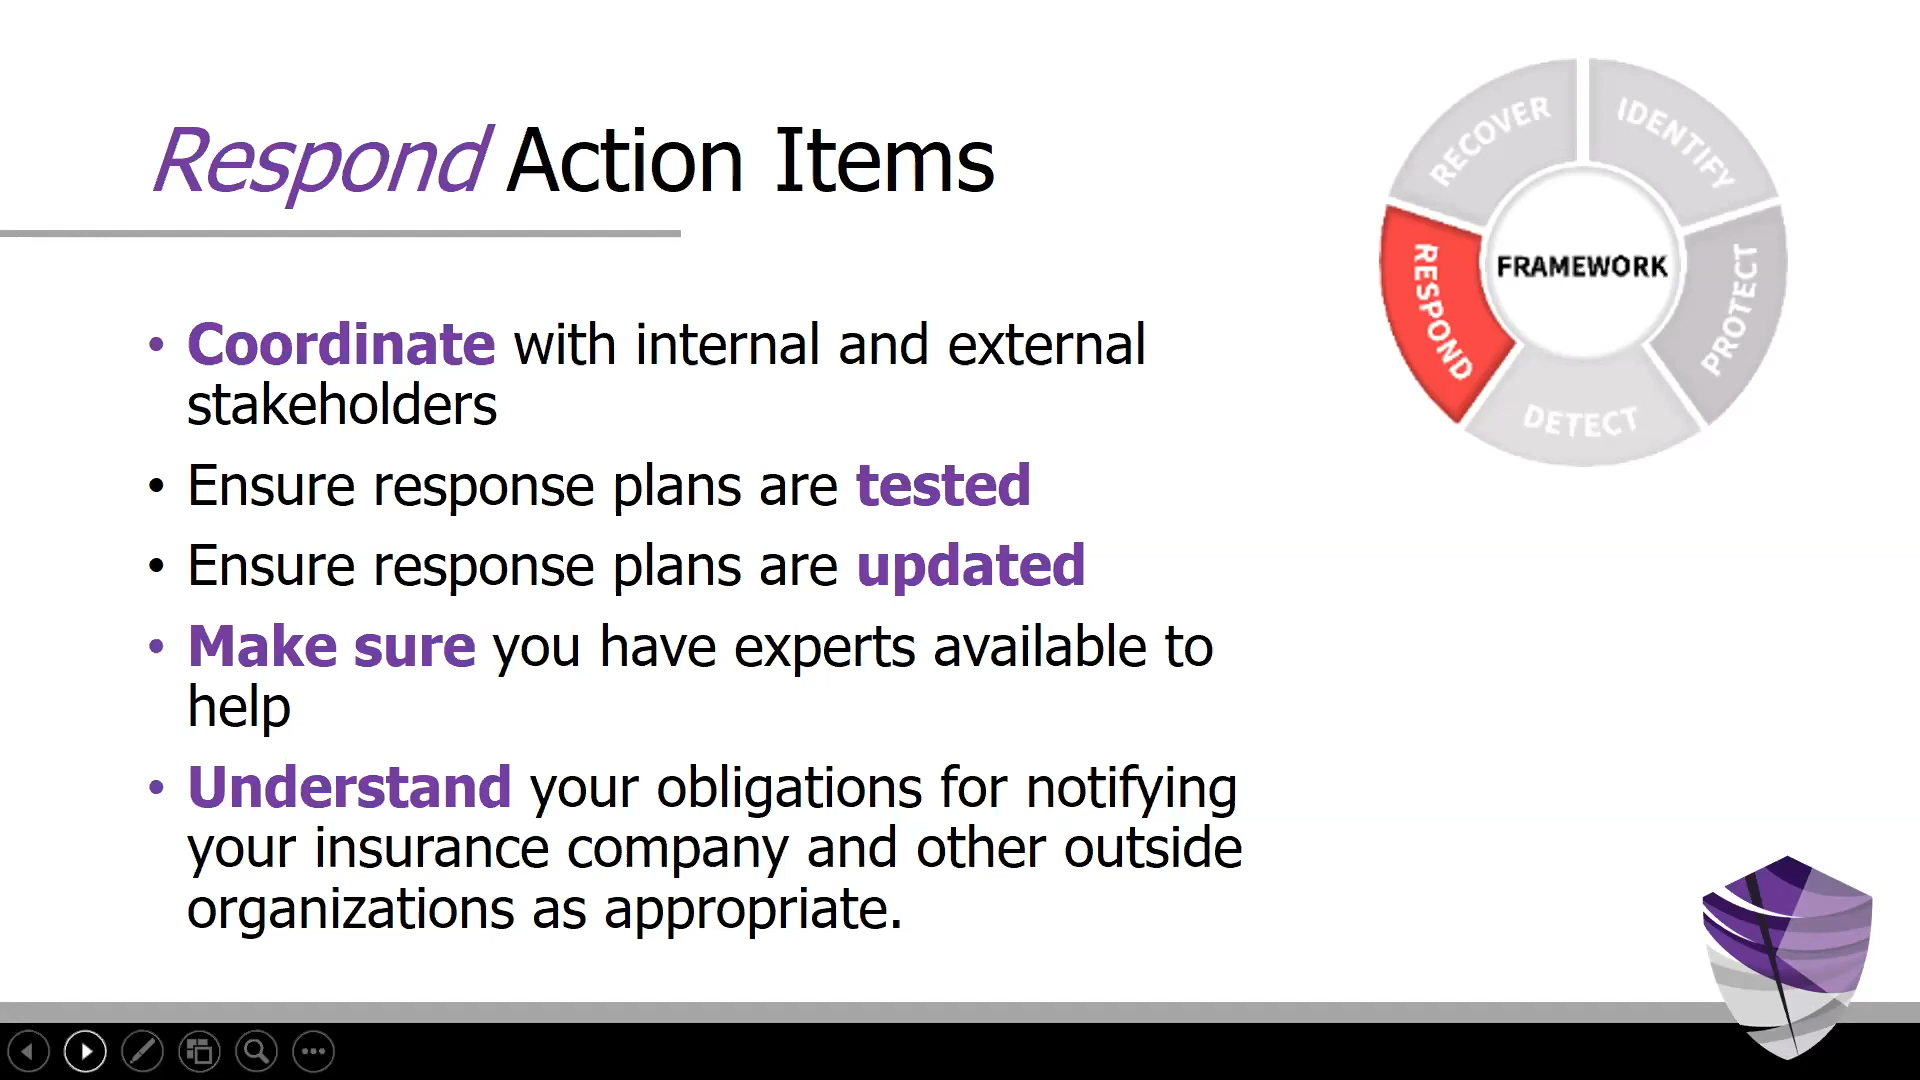 Respond Action Items
• Coordinate with internal and external
stakeholders
• Ensure response plans are tested
• Ensure response plans are updated
• Make sure you have experts available to
help
• Understand your obligations for notifying
your insurance company and other outside
organizations as appropriate.
RECOVER
IDENTIFY
RESPOND
FRAMEWORK
PROTECT
DETECT